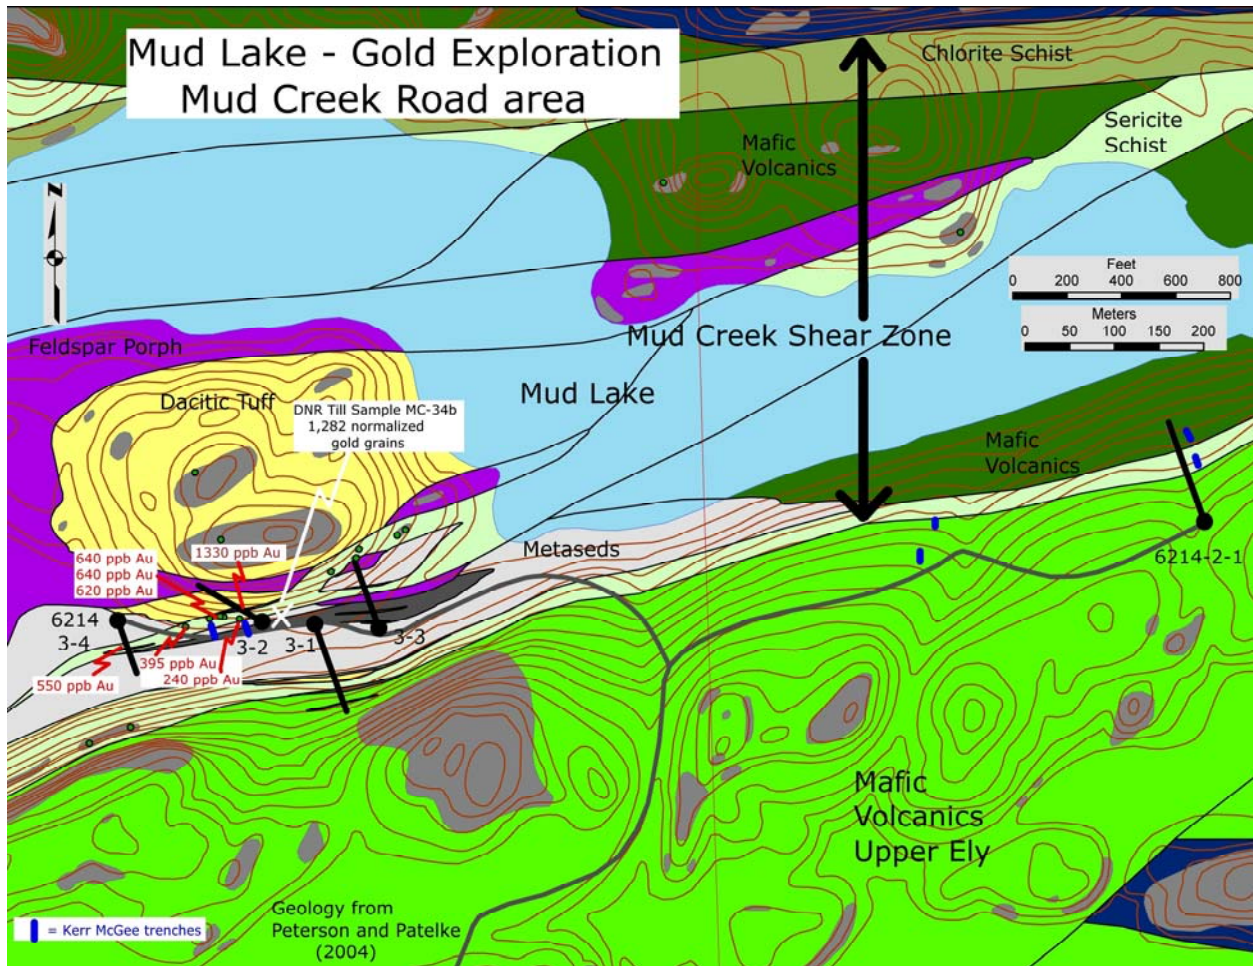 Mud Lake - Gold Exploration
Mud Creek Road area
Chlorite Schist
Sericite
Schist
Mafic
Volcanics
N
Feet
0 200 400 600 800
Meters
0 50 100 150 200
Mud Creek Shear Zone
Feldspar Porph
Dacitic Tuff
Mud Lake
DNR Till Sample MC-34b
1,282 normalized
gold grains
Mafic
Volcanics
Metaseds
6214-2-1
640 ppb Au
640 ppb Au
620 ppb Au
1330 ppb Au
6214
3-4
3-2
3-1
3-3
395 ppb Au
240 ppb Au
550 ppb Au
Mafic
Volcanics
Upper Ely
Geology from
Peterson and Patelke
(2004)
= Kerr McGee trenches